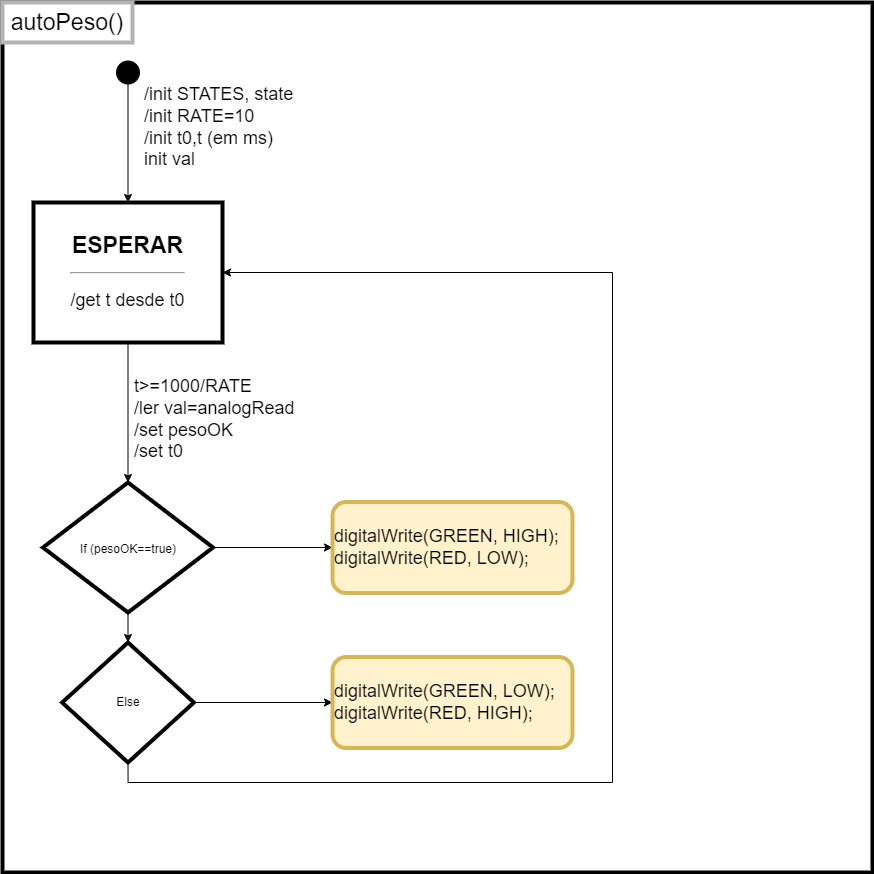 autoPeso()
/init STATES, state
/init RATE=10
/init t0,t (em ms)
init val
ESPERAR
/get t desde t0
t>=1000/RATE
/ler val=analogRead
/set pesoOK
/set t0
If (pesoOK==true)
digitalWrite(GREEN, HIGH);
digitalWrite(RED, LOW);
Else
digitalWrite(GREEN, LOW);
digitalWrite(RED, HIGH);